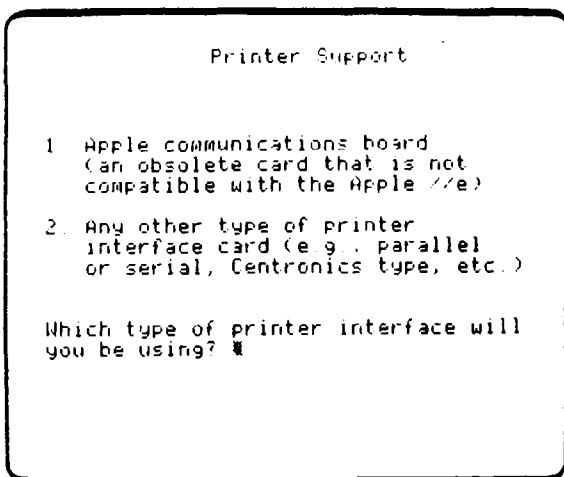 Printer Support
1 Apple communications board
(an obsolete card that is not
compatible with the Apple //e)
2. Any other type of printer
interface card (e.g., parallel
or serial, Centronics type, etc.)
Which type of printer interface will
you be using?